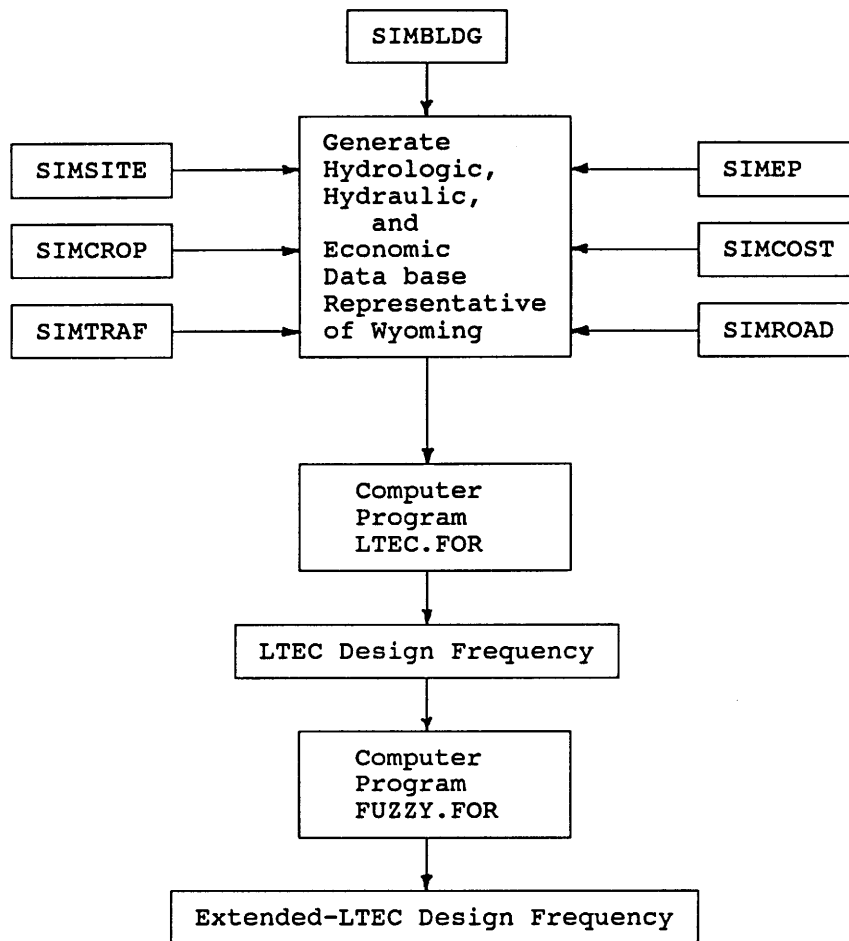 SIMBLDG
Generate
Hydrologic,
Hydraulic,
and
Economic
Data base
Representative
of Wyoming
SIMSITE
SIMCROP
SIMTRAF
SIMEP
SIMCOST
SIMROAD
Computer
Program
LTEC.FOR
LTEC Design Frequency
Computer
Program
FUZZY.FOR
Extended-LTEC Design Frequency